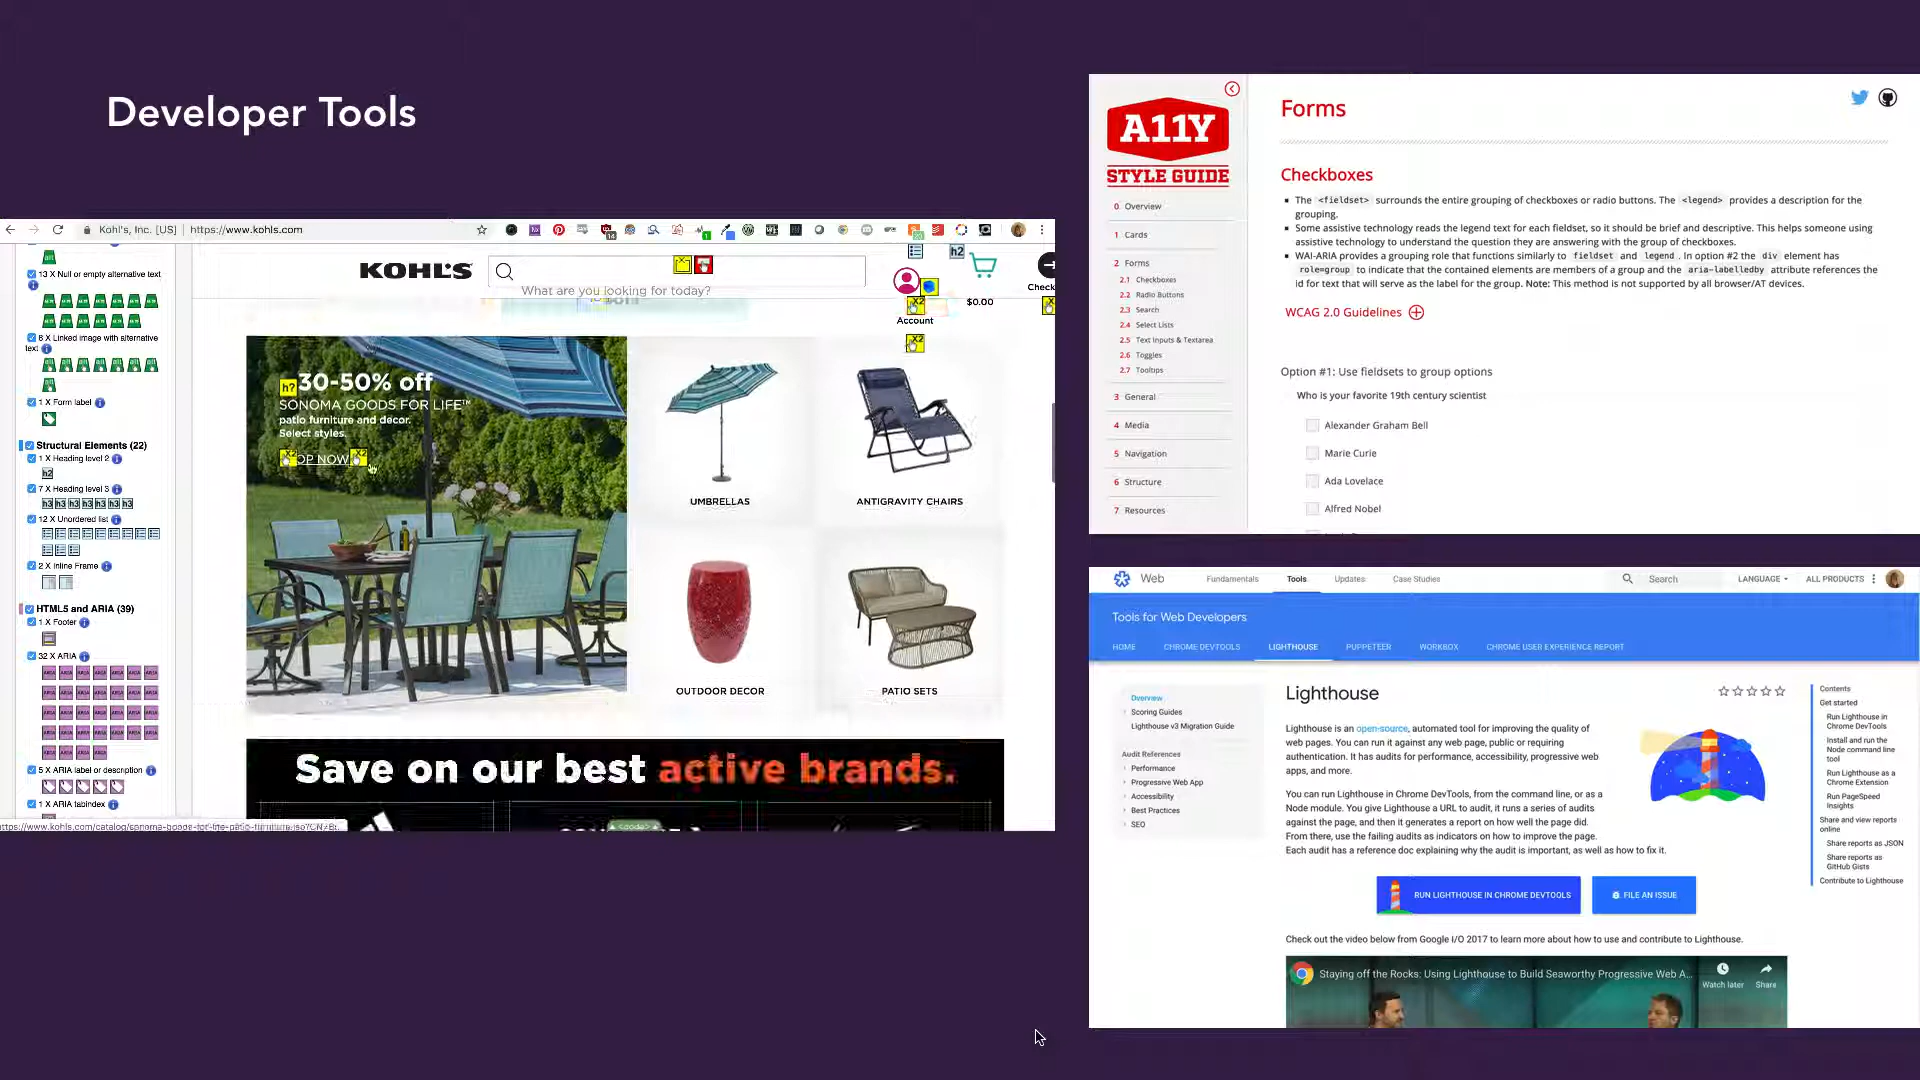 Developer Tools
Kohl's, Inc. [US] | https://www.kohls.com
13 X Null or empty alternative text
8 X Linked image with alternative
text
1 X Form label
Structural Elements (22)
1 X Heading level 2
h2
7 X Heading level 3
h3 h3 h3 h3 h3 h3 h3
12 X Unordered list
2 X Inline Frame
HTML5 and ARIA (39)
1 X Footer
32 X ARIA
5 X ARIA label or description
1 X ARIA tabindex
KOHL'S
What are you looking for today?
h2
$0.00
Check
Account
h? 30-50% off
SONOMA GOODS FOR LIFE™
patio furniture and decor.
Select styles.
OP NOW
UMBRELLAS
ANTIGRAVITY CHAIRS
OUTDOOR DECOR
PATIO SETS
Save on our best active brands.
<code>
A11Y
STYLE GUIDE
0 Overview
1 Cards
2 Forms
2.1 Checkboxes
2.2 Radio Buttons
2.3 Search
2.4 Select Lists
2.5 Text Inputs & Textarea
2.6 Toggles
2.7 Tooltips
3 General
4 Media
5 Navigation
6 Structure
7 Resources
Forms
Checkboxes
The <fieldset> surrounds the entire grouping of checkboxes or radio buttons. The <legend> provides a description for the
grouping.
Some assistive technology reads the legend text for each fieldset, so it should be brief and descriptive. This helps someone using
assistive technology to understand the question they are answering with the group of checkboxes.
WAI-ARIA provides a grouping role that functions similarly to fieldset and legend. In option #2 the div element has
role=group to indicate that the contained elements are members of a group and the aria-labelledby attribute references the
id for text that will serve as the label for the group. Note: This method is not supported by all browser/AT devices.
WCAG 2.0 Guidelines
Option #1: Use fieldsets to group options
Who is your favorite 19th century scientist
Alexander Graham Bell
Marie Curie
Ada Lovelace
Alfred Nobel
Web
Fundamentals
Tools
Updates
Case Studies
Search
LANGUAGE
ALL PRODUCTS
Tools for Web Developers
HOME
CHROME DEVTOOLS
LIGHTHOUSE
PUPPETEER
WORKBOX
CHROME USER EXPERIENCE REPORT
Overview
Scoring Guides
Lighthouse v3 Migration Guide
Audit References
Performance
Progressive Web App
Accessibility
Best Practices
SEO
Lighthouse
Lighthouse is an open-source, automated tool for improving the quality of
web pages. You can run it against any web page, public or requiring
authentication. It has audits for performance, accessibility, progressive web
apps, and more.
You can run Lighthouse in Chrome DevTools, from the command line, or as a
Node module. You give Lighthouse a URL to audit, it runs a series of audits
against the page, and then it generates a report on how well the page did.
From there, use the failing audits as indicators on how to improve the page.
Each audit has a reference doc explaining why the audit is important, as well as how to fix it.
RUN LIGHTHOUSE IN CHROME DEVTOOLS
FILE AN ISSUE
Check out the video below from Google I/O 2017 to learn more about how to use and contribute to Lighthouse.
Staying off the Rocks: Using Lighthouse to Build Seaworthy Progressive Web A...
Watch later
Share
Contents
Get started
Run Lighthouse in
Chrome DevTools
Install and run the
Node command line
tool
Run Lighthouse as a
Chrome Extension
Run PageSpeed
Insights
Share and view reports
online
Share reports as JSON
Share reports as
GitHub Gists
Contribute to Lighthouse